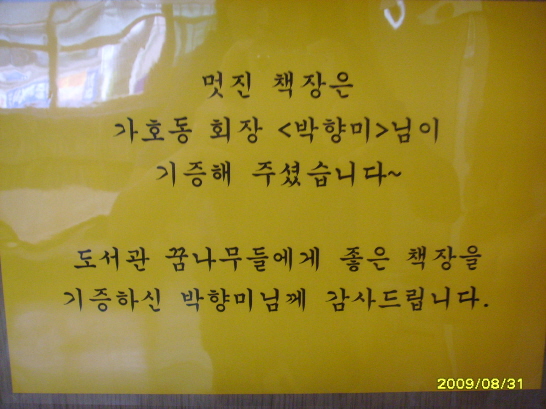 멋진 책장은
가호동 회장 <박향미>님이
기증해 주셨습니다~
도서관 꿈나무들에게 좋은 책장을
기증하신 박향미님께 감사드립니다.
2009/08/31